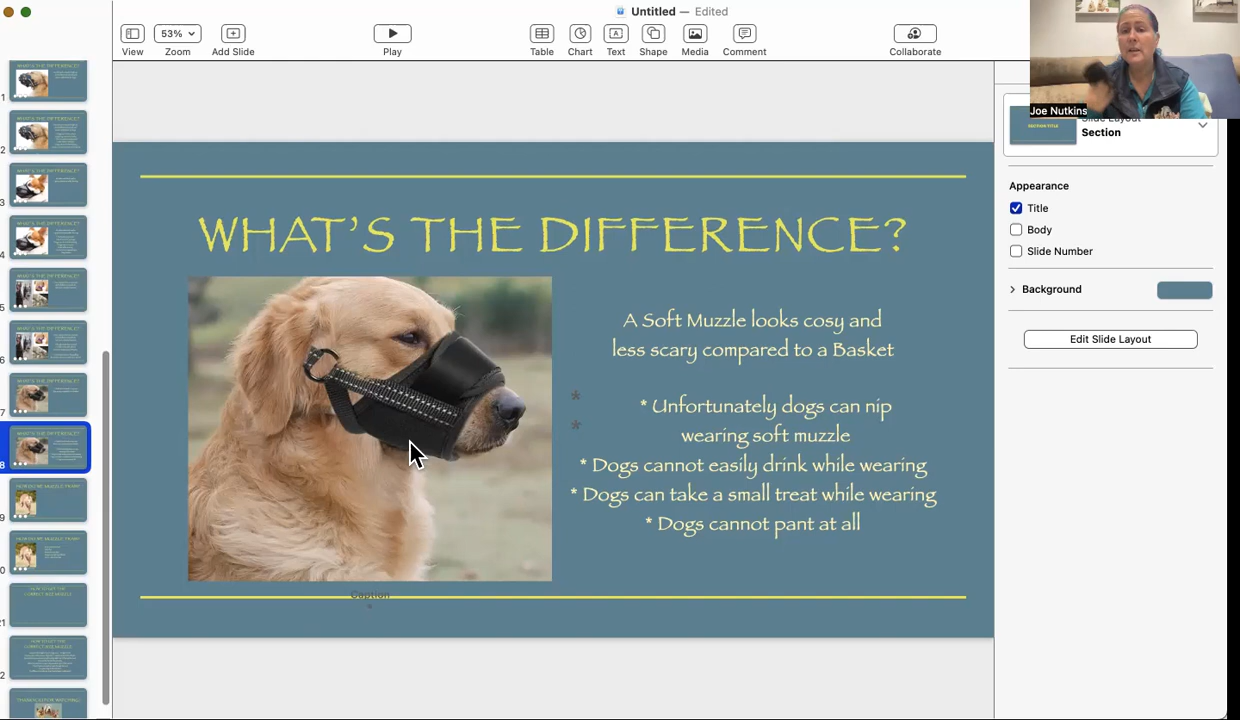 Untitled — Edited
53%
View
Zoom
Add Slide
Play
Table
Chart
Text
Shape
Media
Comment
Collaborate
Joe Nutkins
Section
Appearance
Title
Body
Slide Number
Background
Edit Slide Layout
WHAT'S THE DIFFERENCE?
A Soft Muzzle looks cosy and
less scary compared to a Basket
*
*
* Unfortunately dogs can nip
wearing soft muzzle
* Dogs cannot easily drink while wearing
* Dogs can take a small treat while wearing
* Dogs cannot pant at all
Caption